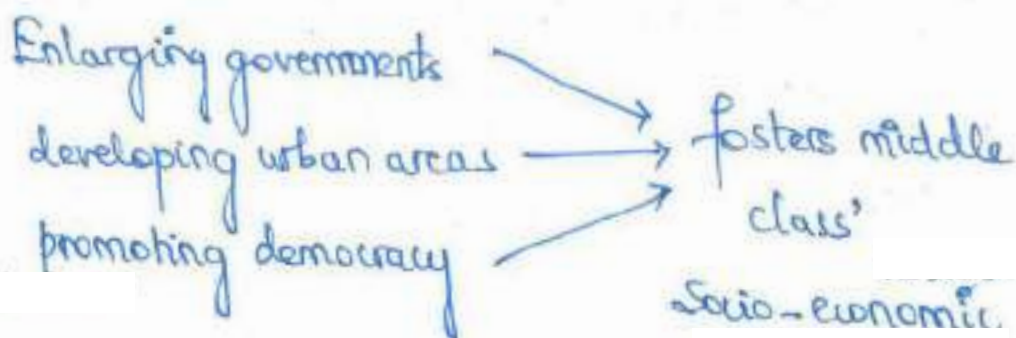 Enlarging governments
developing urban areas
promoting democracy
fosters middle
class'
Socio-economic